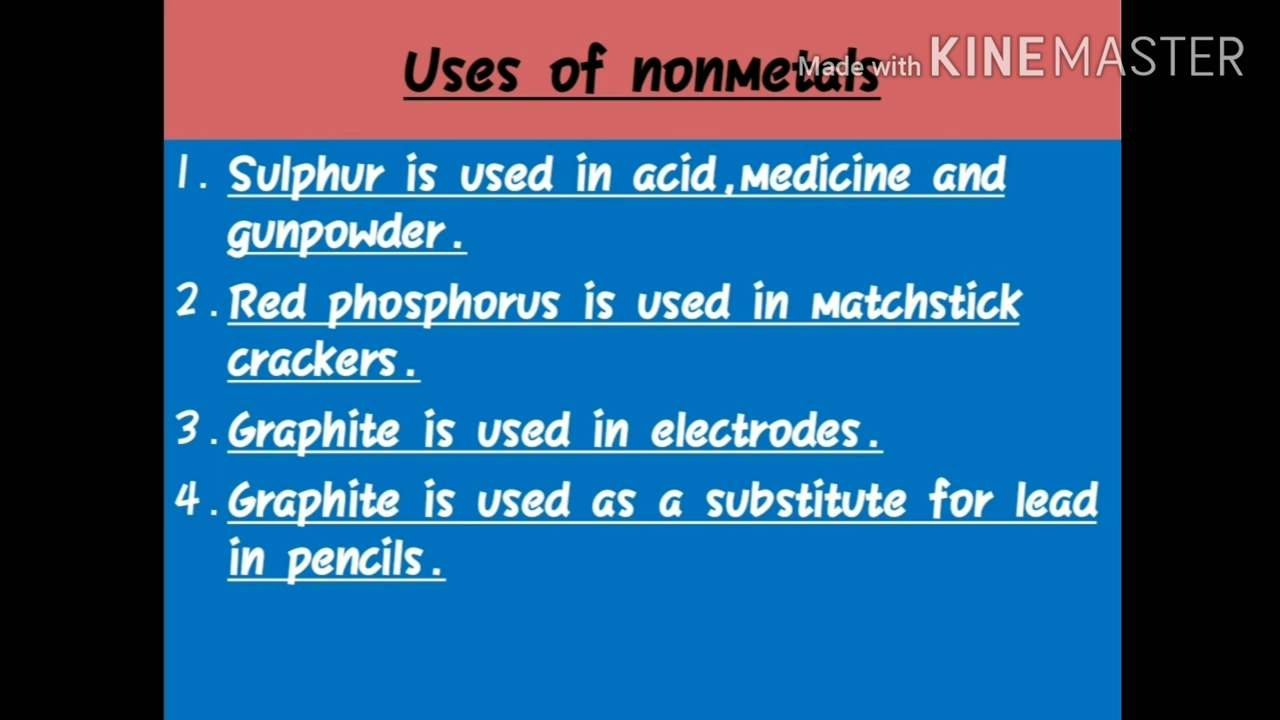 Uses of nonmetals
Made with KINEMASTER
1. Sulphur is used in acid,medicine and
gunpowder.
2. Red phosphorus is used in matchstick
crackers.
3. Graphite is used in electrodes.
4. Graphite is used as a substitute for lead
in pencils.